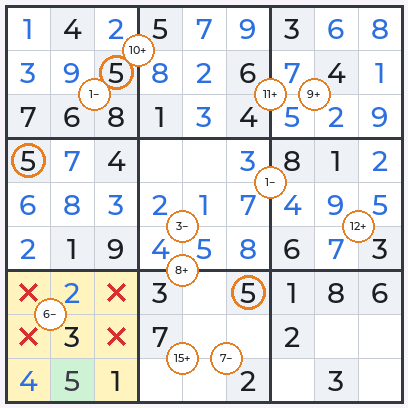 1 4 2 5 7 9 3 6 8
10+
3 9 5 8 2 6 7 4 1
1− 11+ 9+
7 6 8 1 3 4 5 2 9
5 7 4 3 8 1 2
1−
6 8 3 2 1 7 4 9 5
3− 12+
2 1 9 4 5 8 6 7 3
8+
2 3 5 1 8 6
6−
3 7 2
15+ 7−
4 5 1 2 3